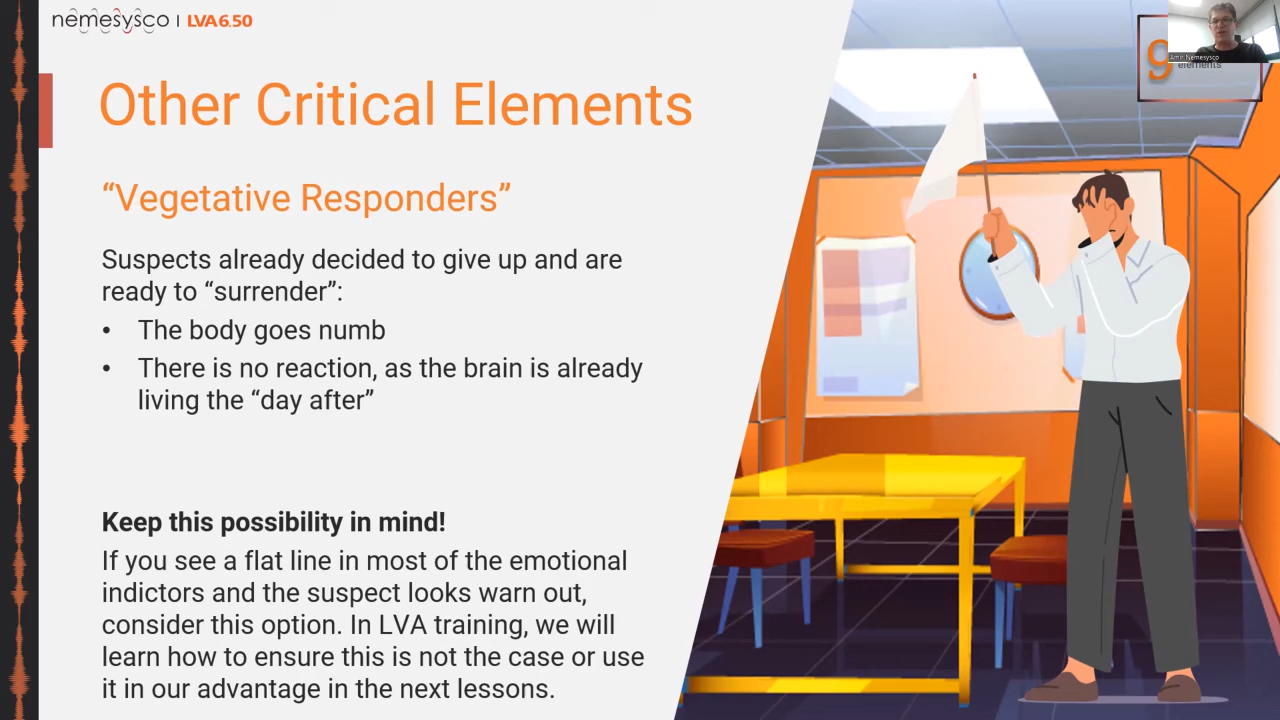 nemesysco | LVA6.50
Other Critical Elements
9
elements
Amir Nemesysco
“Vegetative Responders”
Suspects already decided to give up and are
ready to “surrender”:
• The body goes numb
• There is no reaction, as the brain is already
living the “day after”
Keep this possibility in mind!
If you see a flat line in most of the emotional
indictors and the suspect looks warn out,
consider this option. In LVA training, we will
learn how to ensure this is not the case or use
it in our advantage in the next lessons.